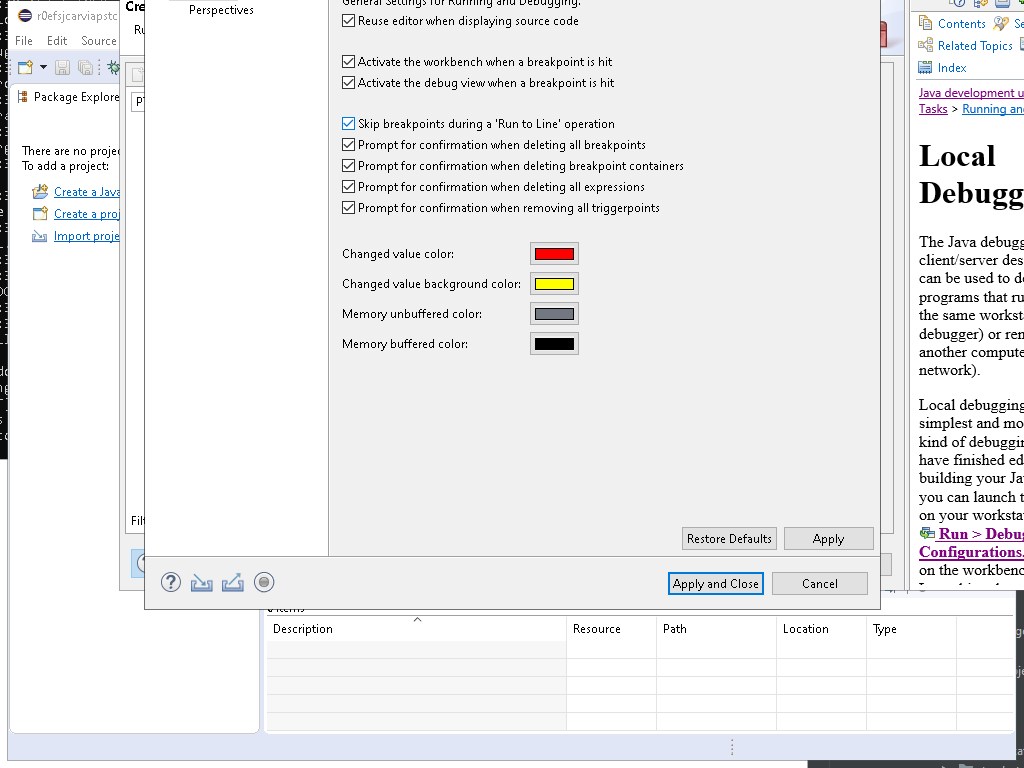 r0efsjcarviapstc
File Edit Source
Package Explore
There are no projec
To add a project:
Create a Java
Create a proj
Import proje
Cre
Ru
Filt
Perspectives
General Settings for Running and Debugging.
Reuse editor when displaying source code
Activate the workbench when a breakpoint is hit
Activate the debug view when a breakpoint is hit
Skip breakpoints during a 'Run to Line' operation
Prompt for confirmation when deleting all breakpoints
Prompt for confirmation when deleting breakpoint containers
Prompt for confirmation when deleting all expressions
Prompt for confirmation when removing all triggerpoints
Changed value color:
Changed value background color:
Memory unbuffered color:
Memory buffered color:
Restore Defaults Apply
Apply and Close Cancel
Contents Se
Related Topics
Index
Java development u
Tasks > Running and
Local
Debugg
The Java debugg
client/server des
can be used to de
programs that ru
the same worksta
debugger) or ren
another compute
network).
Local debugging
simplest and mo
kind of debuggin
have finished ed
building your Ja
you can launch t
on your worksta
Run > Debug
Configurations.
on the workbenc
items
Description Resource Path Location Type